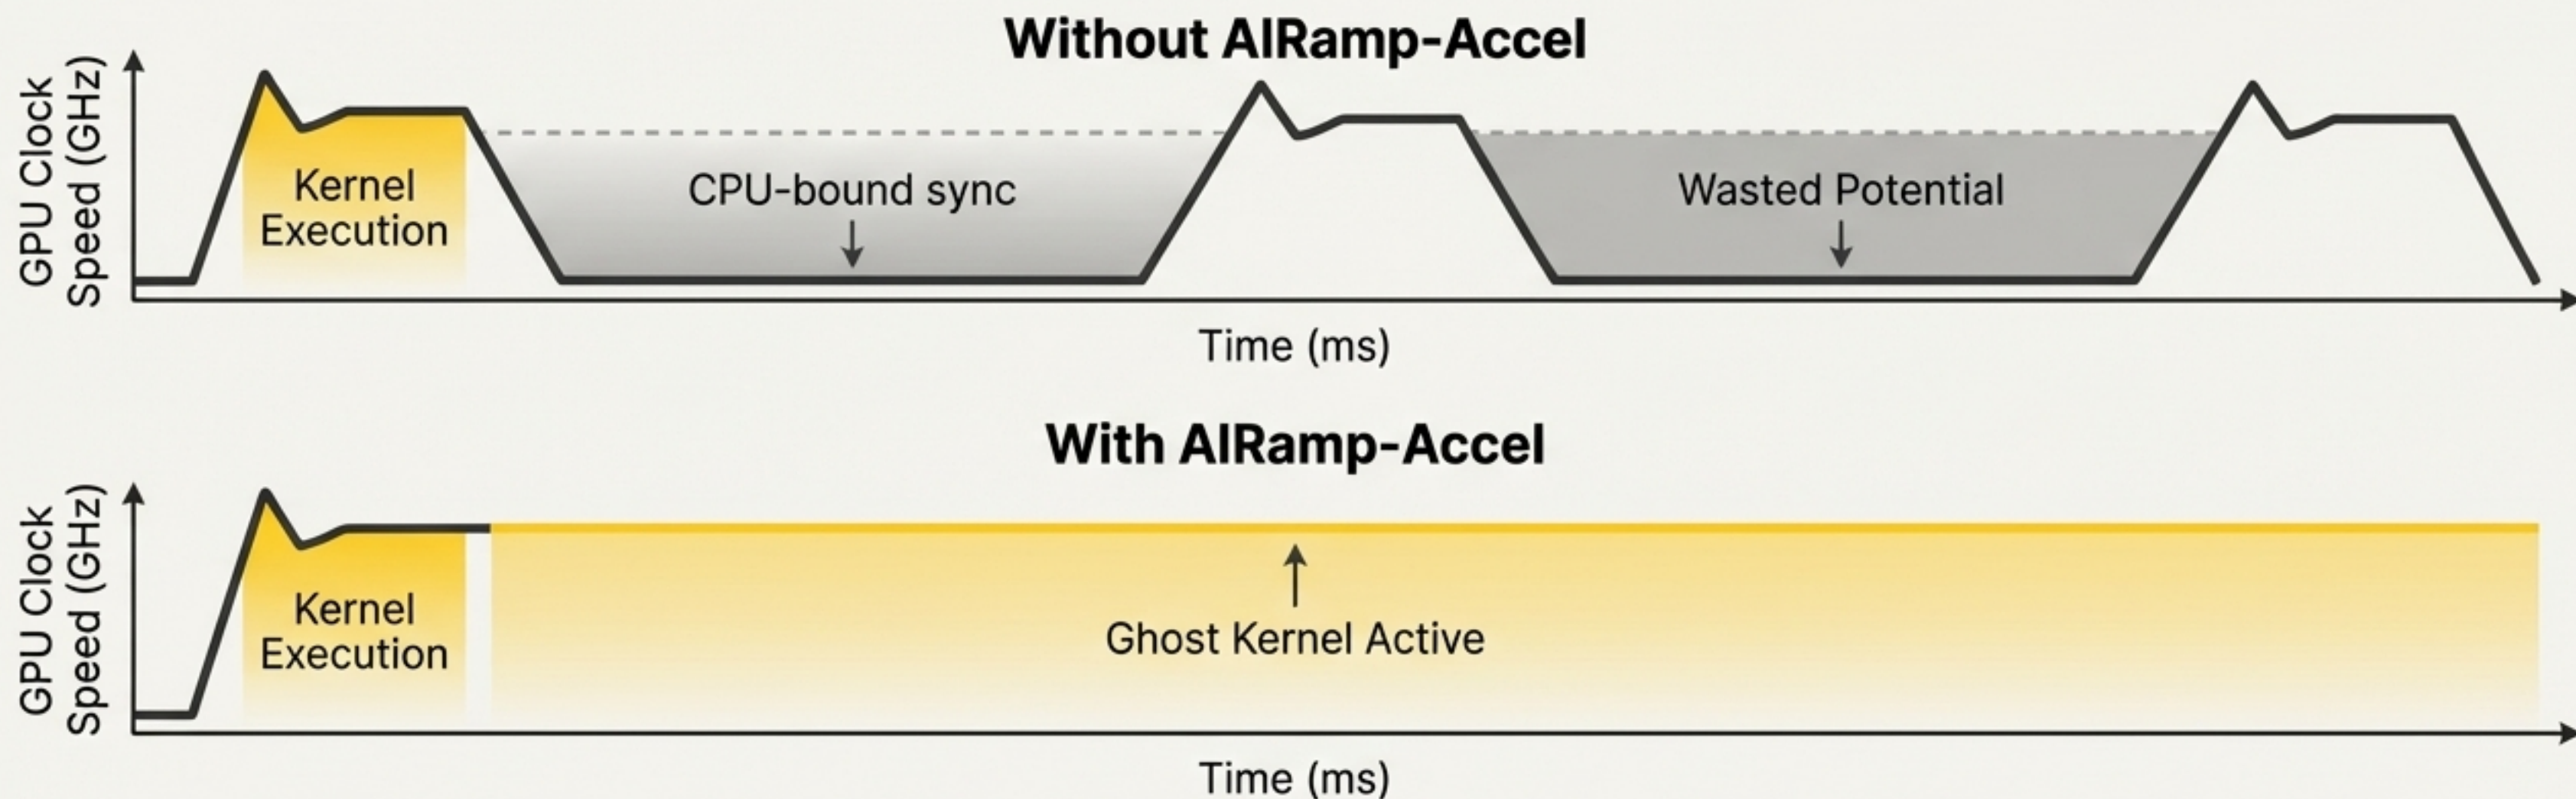 Without AIRamp-Accel
GPU Clock
Speed (GHz)
Kernel
Execution
CPU-bound sync
Wasted Potential
Time (ms)
With AIRamp-Accel
GPU Clock
Speed (GHz)
Kernel
Execution
Ghost Kernel Active
Time (ms)